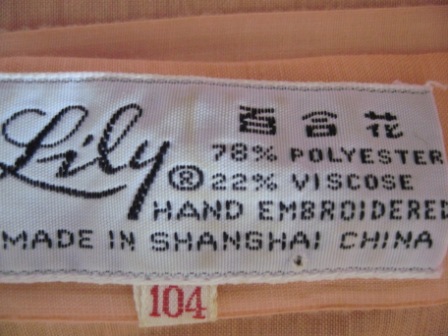 Lily®
百合花
78% POLYESTER
22% VISCOSE
HAND EMBROIDERED
MADE IN SHANGHAI CHINA
104